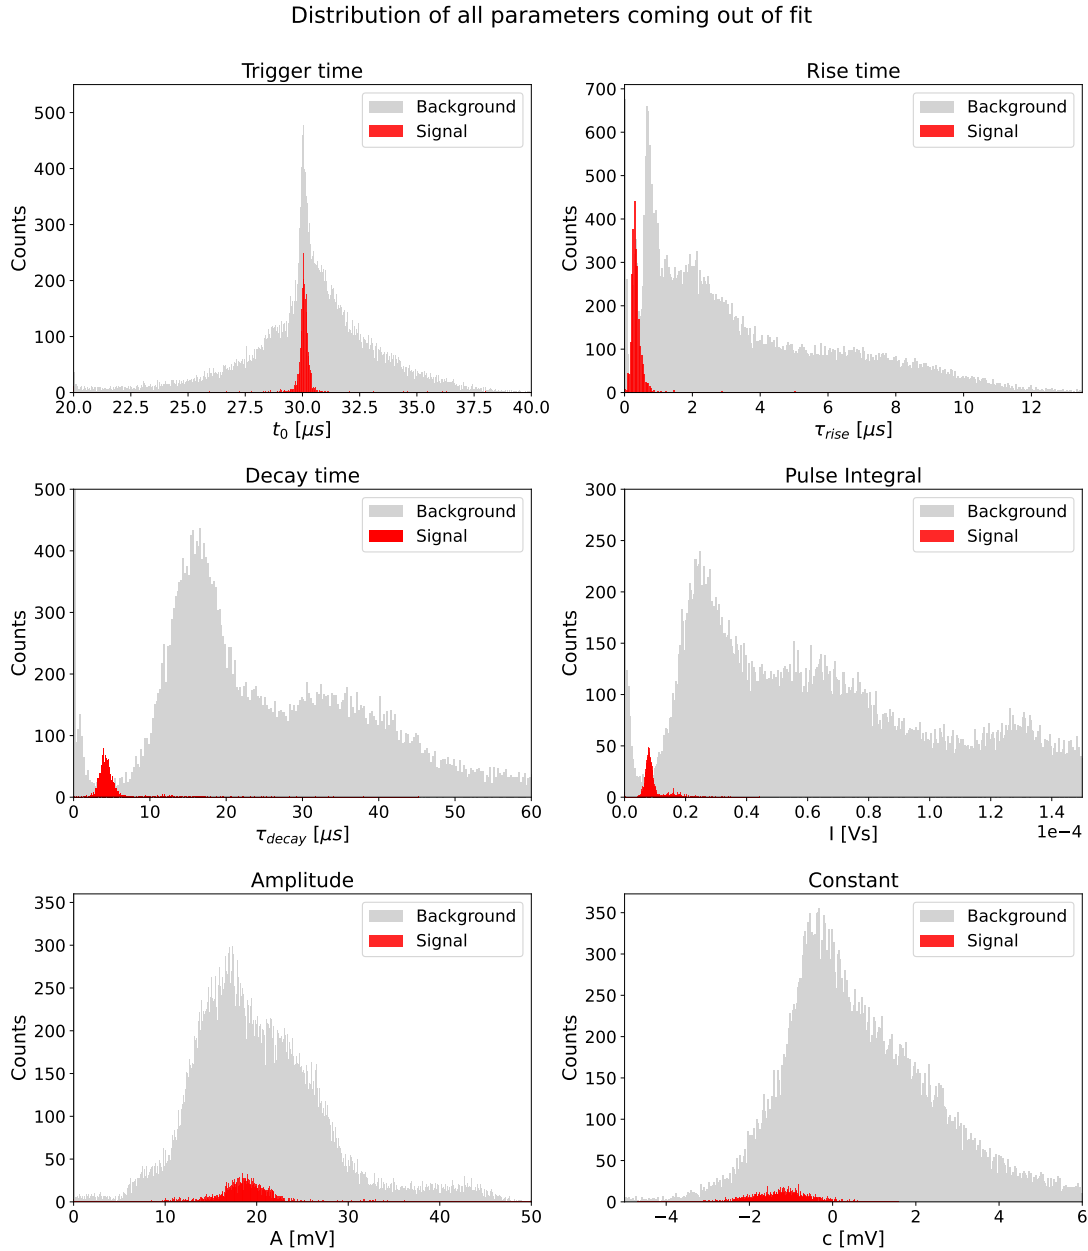 Distribution of all parameters coming out of fit
Trigger time
Background
Signal
Counts
500
400
300
200
100
0
20.0 22.5 25.0 27.5 30.0 32.5 35.0 37.5 40.0
t₀ [μs]
Rise time
Background
Signal
Counts
700
600
500
400
300
200
100
0
0 2 4 6 8 10 12
τrise [μs]
Decay time
Background
Signal
Counts
500
400
300
200
100
0
0 10 20 30 40 50 60
τdecay [μs]
Pulse Integral
Background
Signal
Counts
300
250
200
150
100
50
0
0.0 0.2 0.4 0.6 0.8 1.0 1.2 1.4
1e−4
I [Vs]
Amplitude
Background
Signal
Counts
350
300
250
200
150
100
50
0
0 10 20 30 40 50
A [mV]
Constant
Background
Signal
Counts
350
300
250
200
150
100
50
0
−4 −2 0 2 4 6
c [mV]